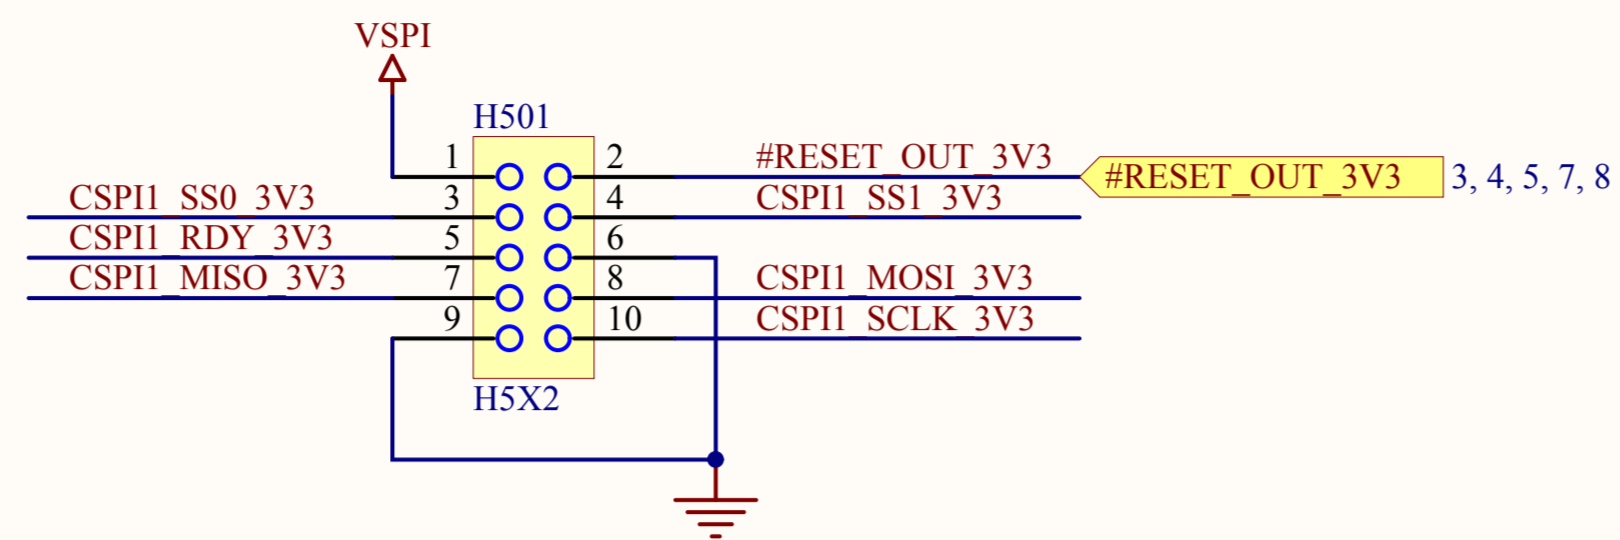 VSPI
H501
1 2 #RESET_OUT_3V3 #RESET_OUT_3V3 3, 4, 5, 7, 8
CSPI1_SS0_3V3 3 4 CSPI1_SS1_3V3
CSPI1_RDY_3V3 5 6
CSPI1_MISO_3V3 7 8 CSPI1_MOSI_3V3
9 10 CSPI1_SCLK_3V3
H5X2